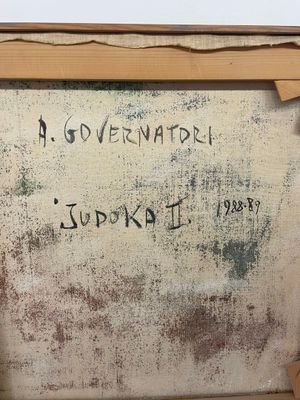 A. GOVERNATORI
'JUDOKA II. 1988-89